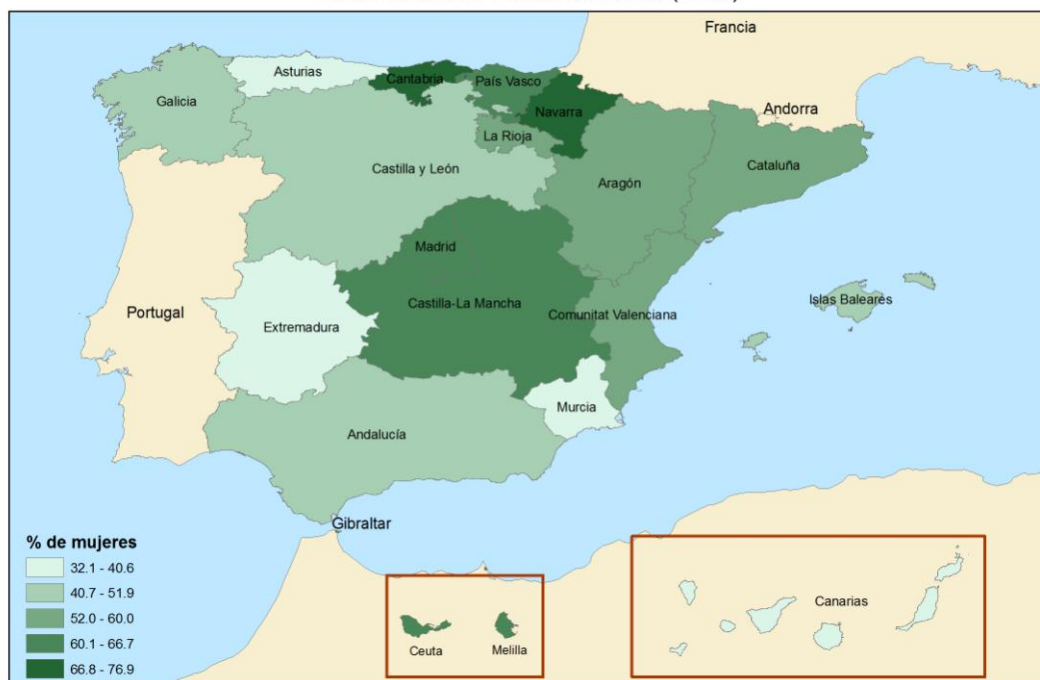 Francia
Asturias
Cantabria
País Vasco
Galicia
Navarra
Andorra
La Rioja
Cataluña
Castilla y León
Aragón
Madrid
Castilla-La Mancha
Islas Baleares
Portugal
Comunitat Valenciana
Extremadura
Murcia
Andalucía
Gibraltar
% de mujeres
32.1 - 40.6
40.7 - 51.9
52.0 - 60.0
60.1 - 66.7
66.8 - 76.9
Ceuta
Melilla
Canarias